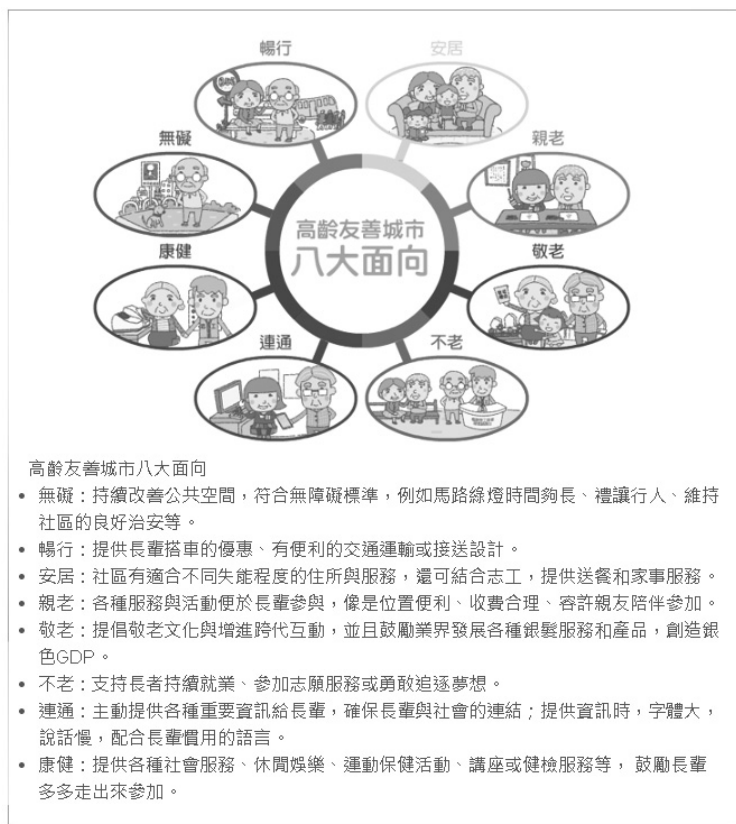 暢行
安居
無礙
親老
高齡友善城市
八大面向
康健
敬老
連通
不老
高齡友善城市八大面向
• 無礙：持續改善公共空間，符合無障礙標準，例如馬路綠燈時間夠長、禮讓行人、維持
社區的良好治安等。
• 暢行：提供長輩搭車的優惠、有便利的交通運輸或接送設計。
• 安居：社區有適合不同失能程度的住所與服務，還可結合志工，提供送餐和家事服務。
• 親老：各種服務與活動便於長輩參與，像是位置便利、收費合理、容許親友陪伴參加。
• 敬老：提倡敬老文化與增進跨代互動，並且鼓勵業界發展各種銀髮服務和產品，創造銀
色GDP。
• 不老：支持長者持續就業、參加志願服務或勇敢追逐夢想。
• 連通：主動提供各種重要資訊給長輩，確保長輩與社會的連結；提供資訊時，字體大，
說話慢，配合長輩慣用的語言。
• 康健：提供各種社會服務、休閒娛樂、運動保健活動、講座或健檢服務等， 鼓勵長輩
多多走出來參加。